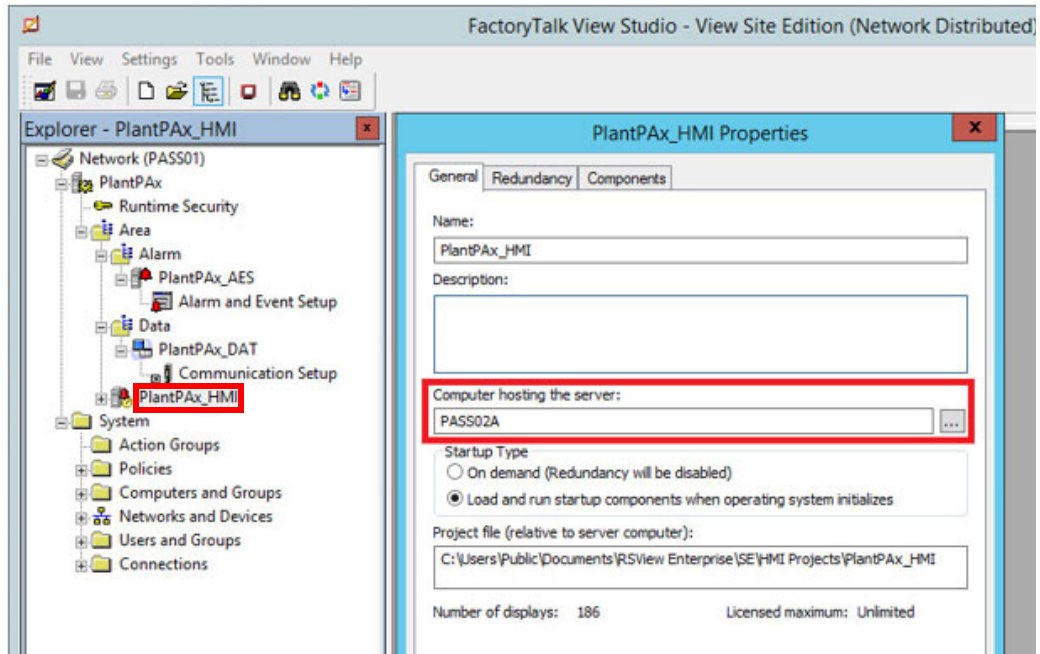 FactoryTalk View Studio - View Site Edition (Network Distributed)
File View Settings Tools Window Help
Explorer - PlantPAx_HMI
Network (PASS01)
PlantPAx
Runtime Security
Area
Alarm
PlantPAx_AES
Alarm and Event Setup
Data
PlantPAx_DAT
Communication Setup
PlantPAx_HMI
System
Action Groups
Policies
Computers and Groups
Networks and Devices
Users and Groups
Connections
PlantPAx_HMI Properties
General Redundancy Components
Name:
PlantPAx_HMI
Description:
Computer hosting the server:
PASS02A
...
Startup Type
On demand (Redundancy will be disabled)
Load and run startup components when operating system initializes
Project file (relative to server computer):
C:\Users\Public\Documents\RSView Enterprise\SE\HMI Projects\PlantPAx_HMI
Number of displays: 186 Licensed maximum: Unlimited